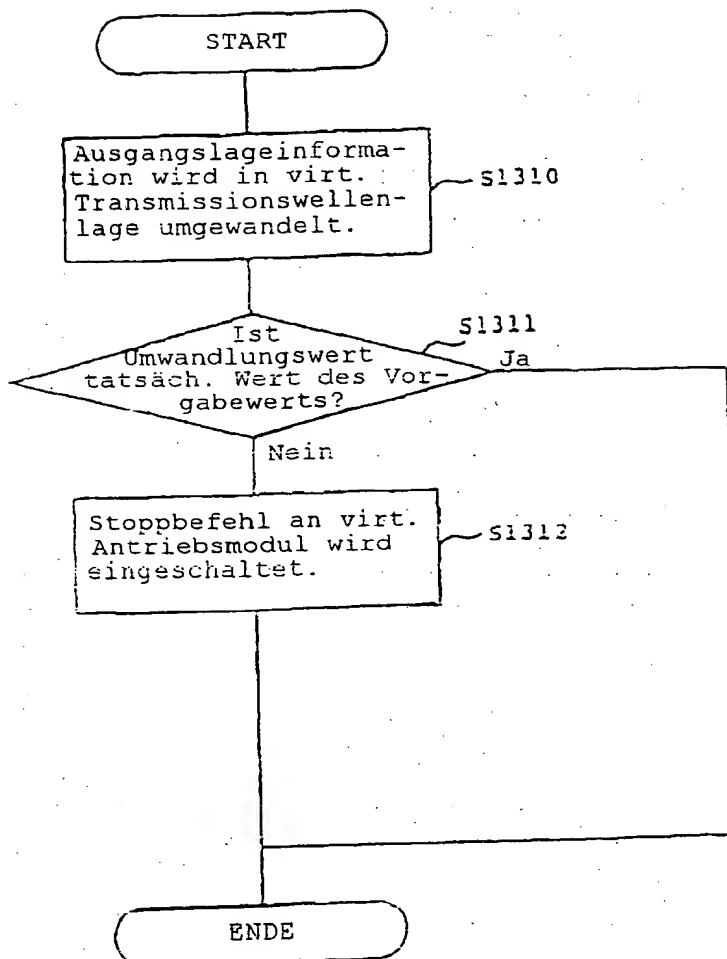 START
Ausgangslageinforma-
tion wird in virt.
Transmissionswellen-
lage umgewandelt.
S1310
Ist
Umwandlungswert
tatsäch. Wert des Vor-
gabewerts?
S1311
Ja
Nein
Stoppbefehl an virt.
Antriebsmodul wird
eingeschaltet.
S1312
ENDE